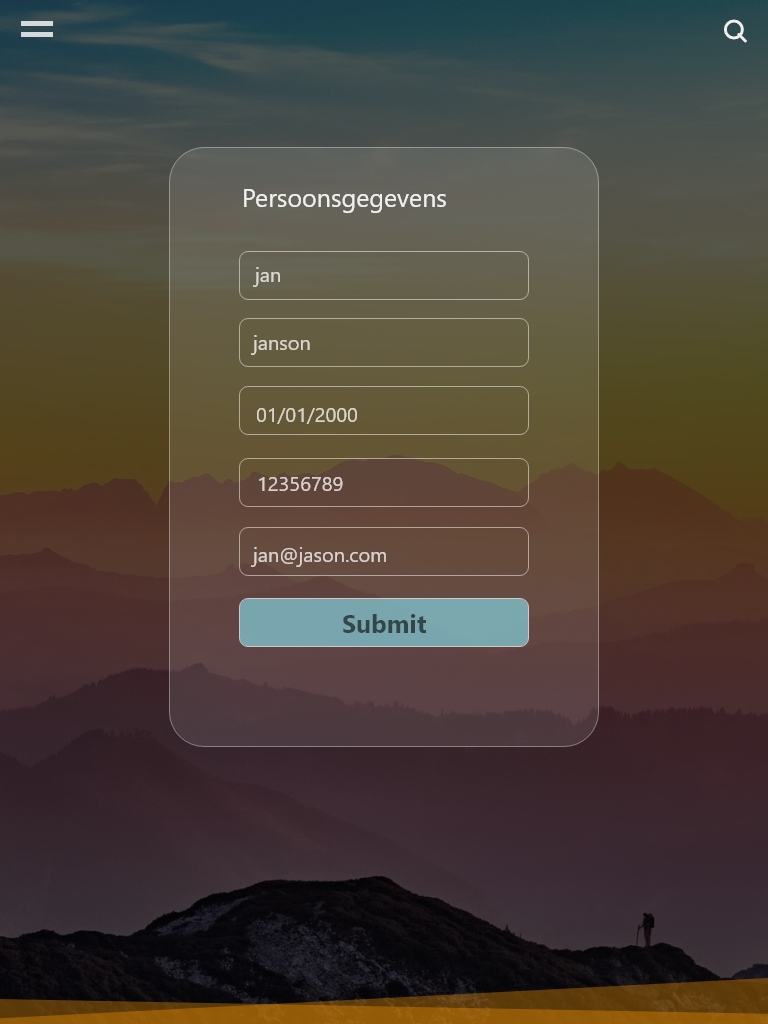 Persoonsgegevens
jan
janson
01/01/2000
12356789
jan@jason.com
Submit